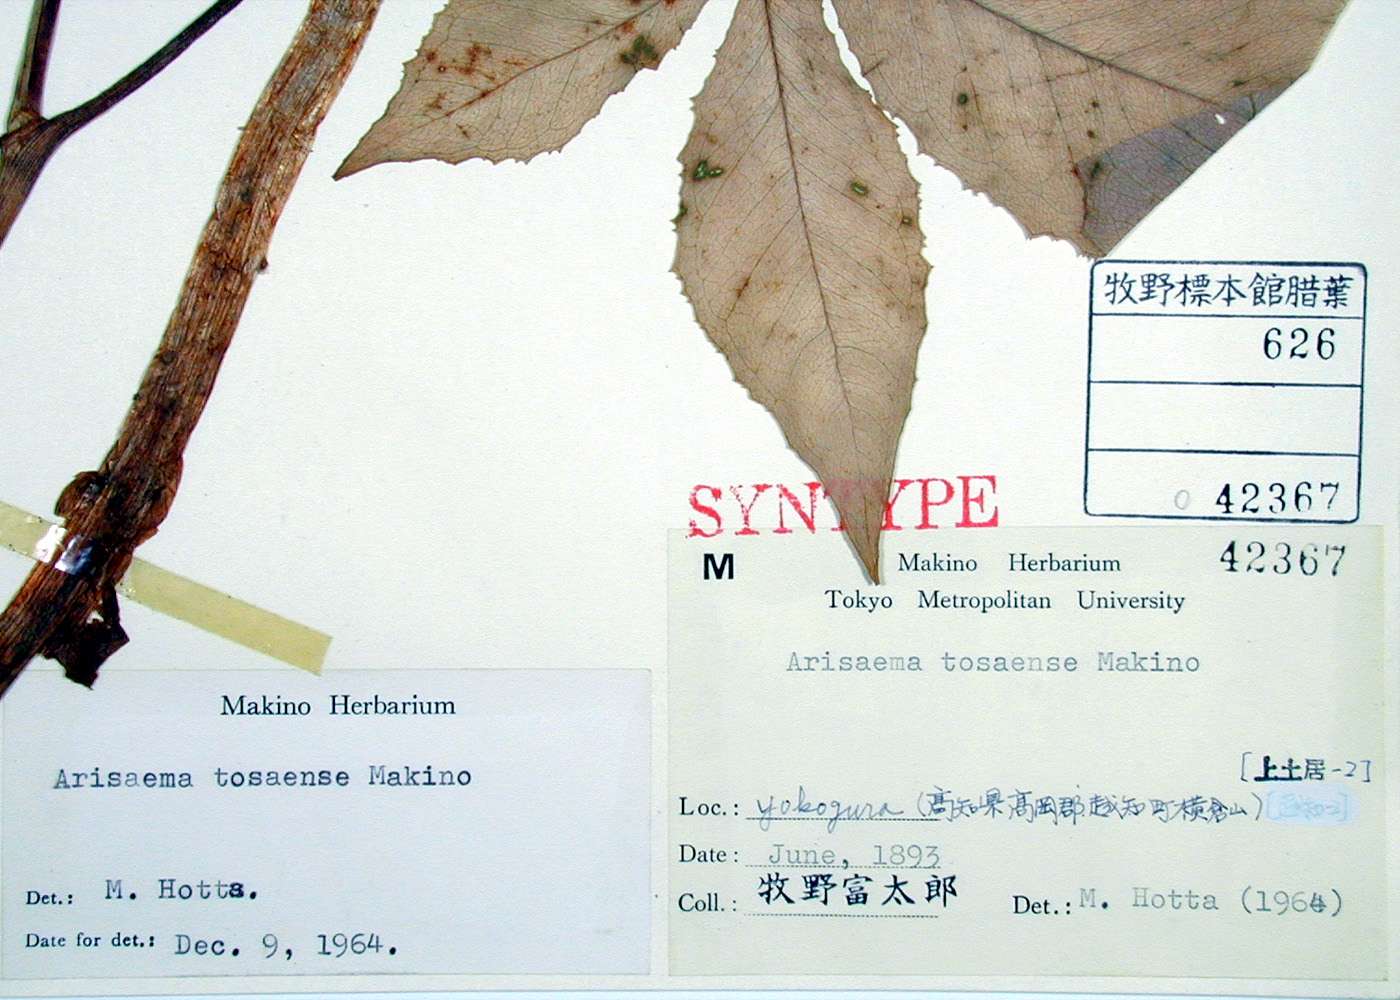 牧野標本館腊葉
626
42367
SYNTYPE
M Makino Herbarium 42367
Tokyo Metropolitan University
Arisaema tosaense Makino
[上土居-2]
Loc.: yokogura (高知県高岡郡越知町横倉山)
Date: June, 1893
Coll.: 牧野富太郎 Det.: M. Hotta (1964)
Makino Herbarium
Arisaema tosaense Makino
Det.: M. Hotta.
Date for det.: Dec. 9, 1964.